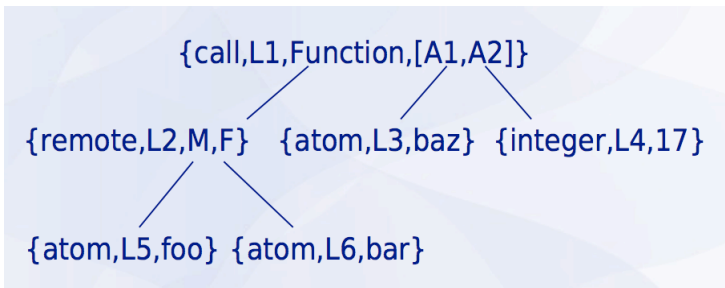 {call,L1,Function,[A1,A2]}
{remote,L2,M,F} {atom,L3,baz} {integer,L4,17}
{atom,L5,foo} {atom,L6,bar}